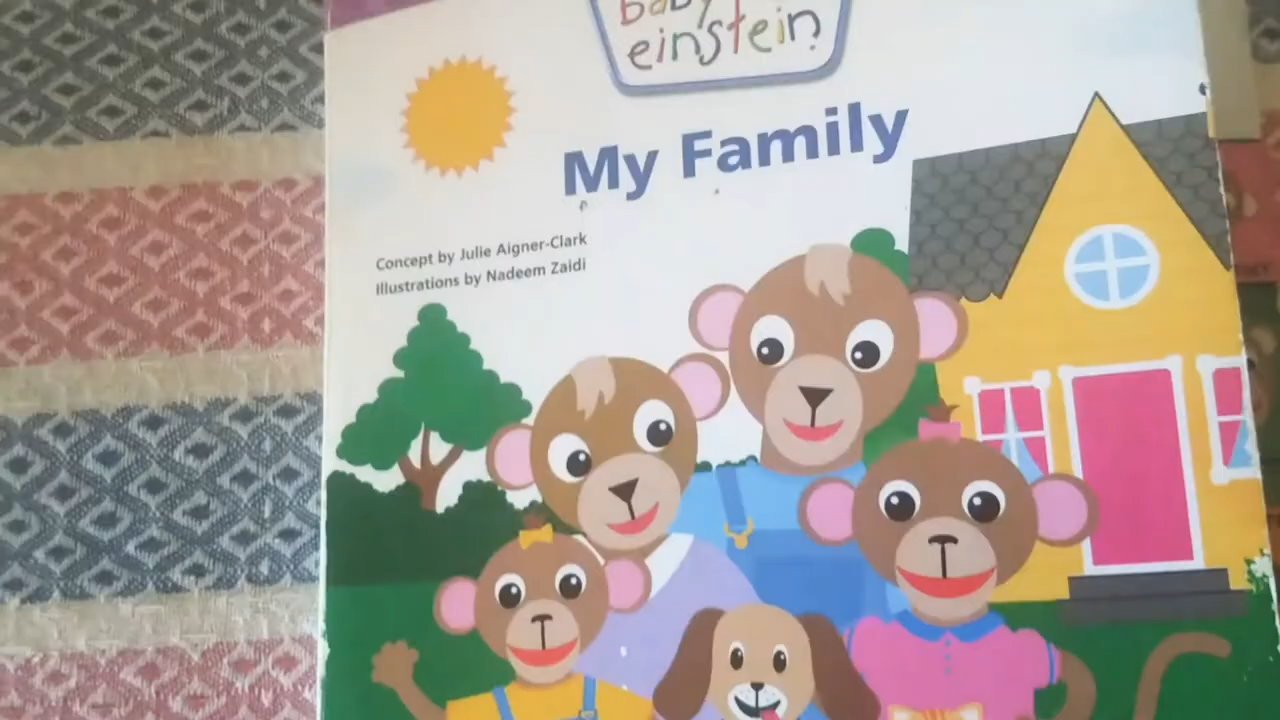 baby
einstein
My Family
Concept by Julie Aigner-Clark
Illustrations by Nadeem Zaidi